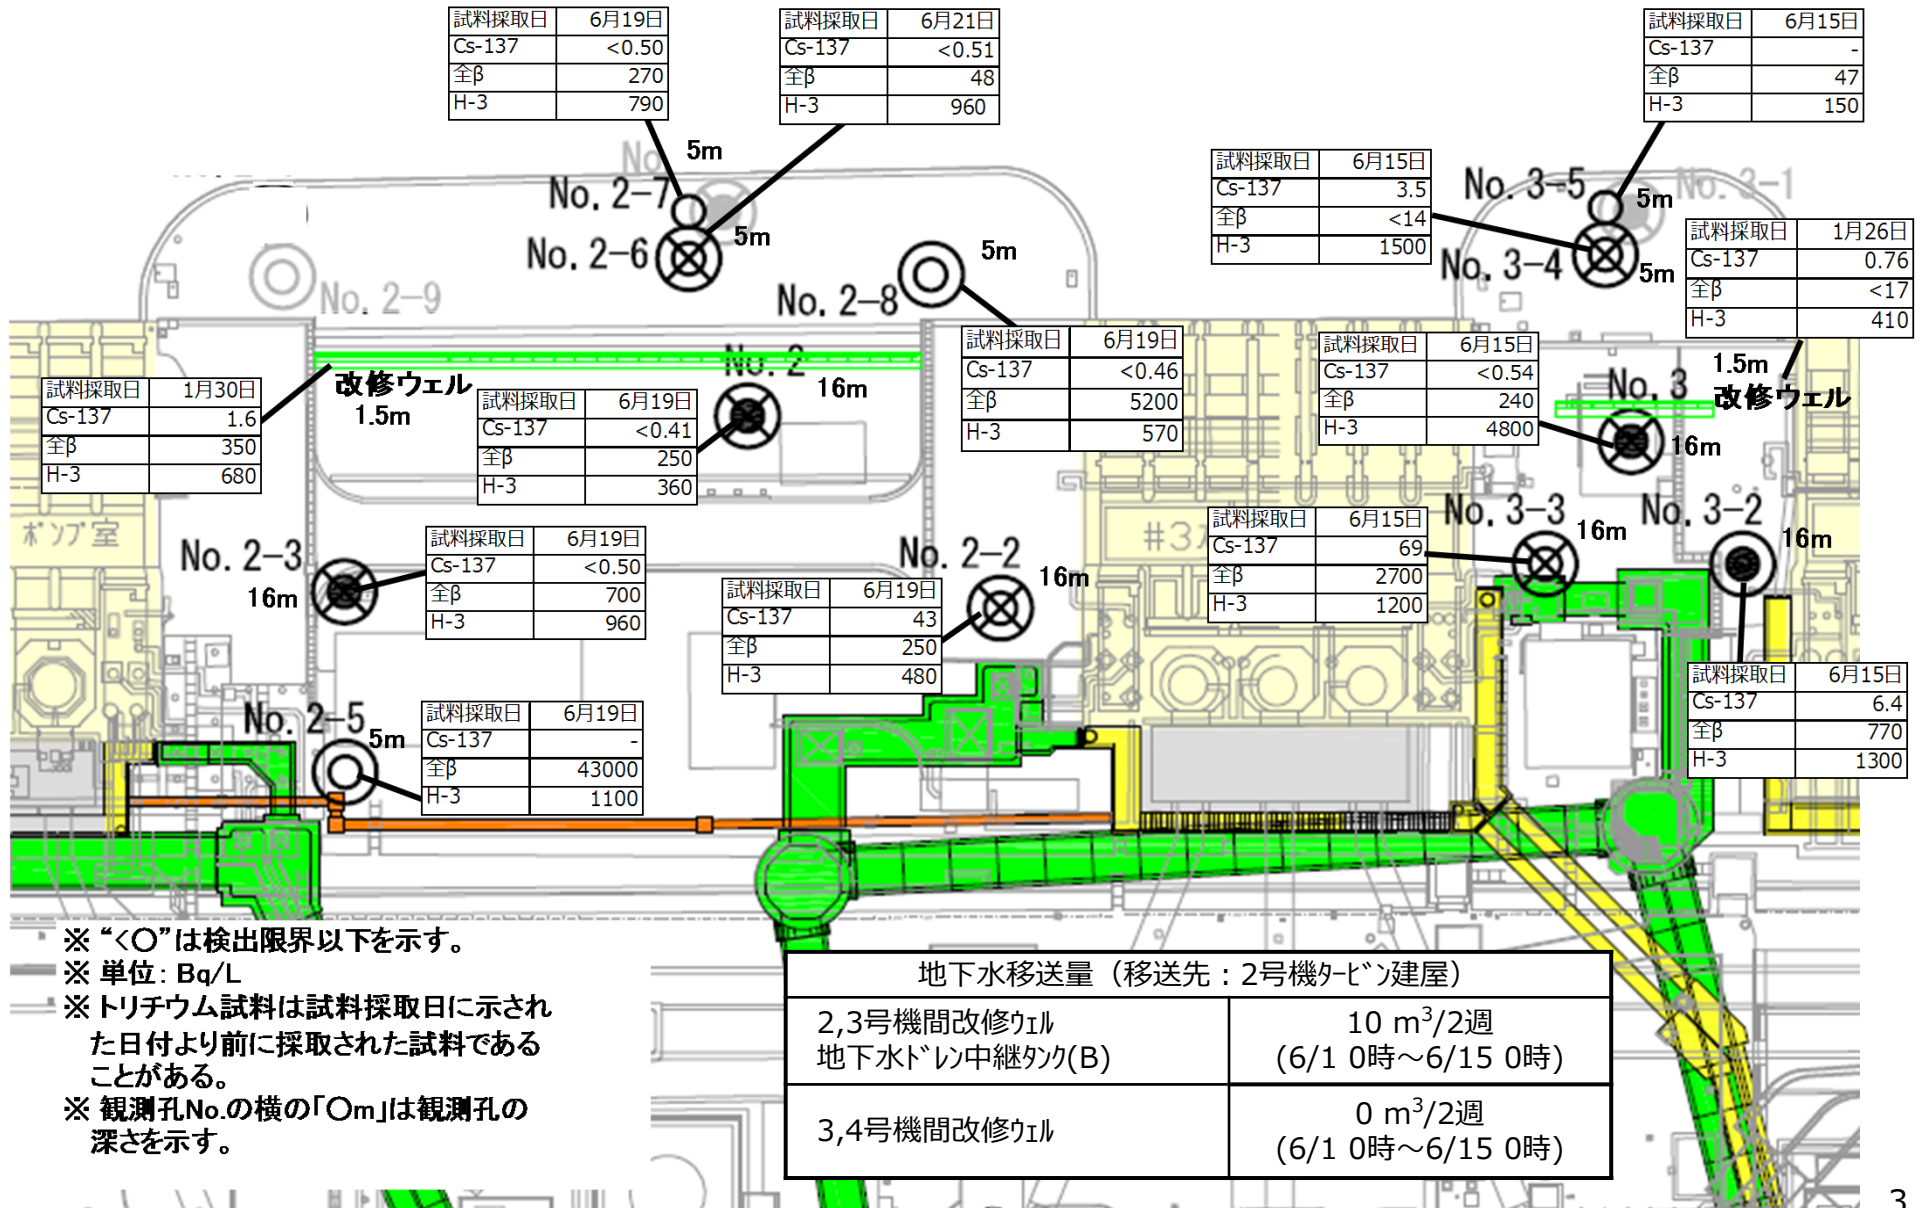 試料採取日 6月19日
Cs-137 <0.50
全β 270
H-3 790
試料採取日 6月21日
Cs-137 <0.51
全β 48
H-3 960
試料採取日 6月15日
Cs-137 -
全β 47
H-3 150
No
5m
No. 2-7
No. 2-6
5m
No. 2-8
5m
No. 2-9
試料採取日 6月15日
Cs-137 3.5
全β <14
H-3 1500
No. 3-5
5m
No. 3-1
No. 3-4
5m
試料採取日 1月26日
Cs-137 0.76
全β <17
H-3 410
試料採取日 6月19日
Cs-137 <0.46
全β 5200
H-3 570
試料採取日 6月15日
Cs-137 <0.54
全β 240
H-3 4800
1.5m
改修ウェル
No. 3
16m
試料採取日 1月30日
Cs-137 1.6
全β 350
H-3 680
改修ウェル
1.5m
試料採取日 6月19日
Cs-137 <0.41
全β 250
H-3 360
No. 2
16m
ポンプ室
No. 2-3
16m
試料採取日 6月19日
Cs-137 <0.50
全β 700
H-3 960
No. 2-2
16m
試料採取日 6月19日
Cs-137 43
全β 250
H-3 480
#3
試料採取日 6月15日
Cs-137 69
全β 2700
H-3 1200
No. 3-3
16m
No. 3-2
16m
試料採取日 6月15日
Cs-137 6.4
全β 770
H-3 1300
No. 2-5
5m
試料採取日 6月19日
Cs-137 -
全β 43000
H-3 1100
※ “<〇”は検出限界以下を示す。
※ 単位: Bq/L
※ トリチウム試料は試料採取日に示され
た日付より前に採取された試料である
ことがある。
※ 観測孔No.の横の「〇m」は観測孔の
深さを示す。
地下水移送量（移送先：2号機ﾀｰﾋﾞﾝ建屋）
2,3号機間改修ｳｪﾙ
地下水ﾄﾞﾚﾝ中継ﾀﾝｸ(B)
10 m³/2週
(6/1 0時～6/15 0時)
3,4号機間改修ｳｪﾙ
0 m³/2週
(6/1 0時～6/15 0時)
3